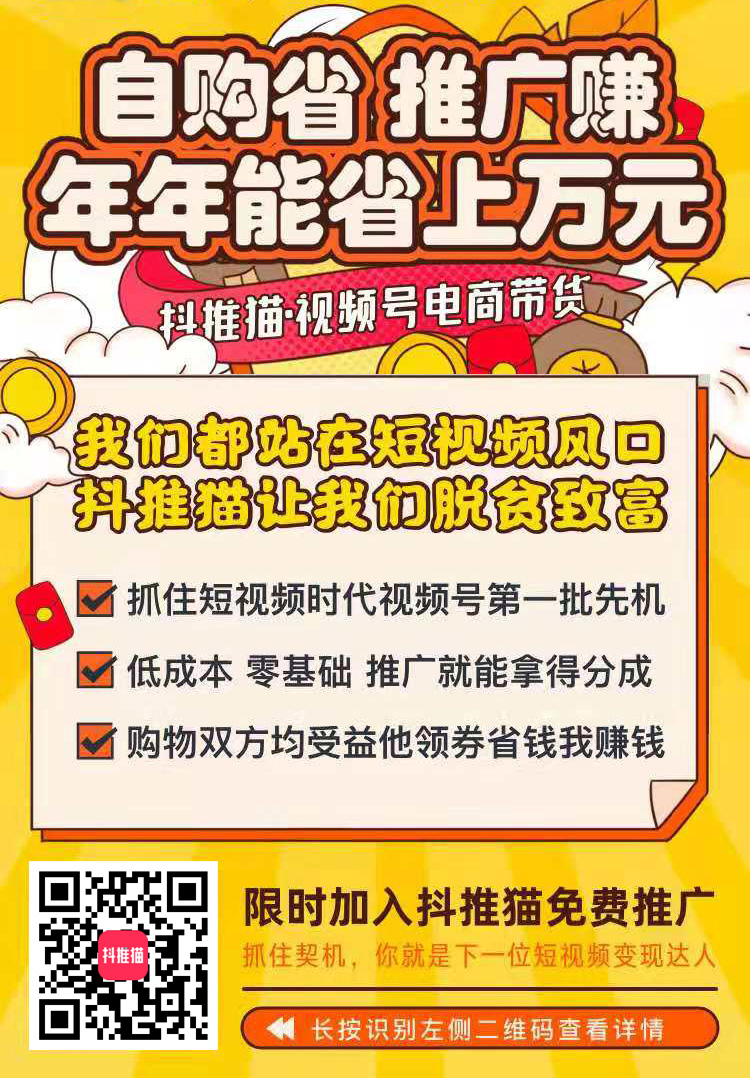 自购省 推广赚
年年能省上万元
抖推猫·视频号电商带货
我们都站在短视频风口
抖推猫让我们脱贫致富
抓住短视频时代视频号第一批先机
低成本 零基础 推广就能拿得分成
购物双方均受益他领券省钱我赚钱
抖推猫
限时加入抖推猫免费推广
抓住契机，你就是下一位短视频变现达人
长按识别左侧二维码查看详情